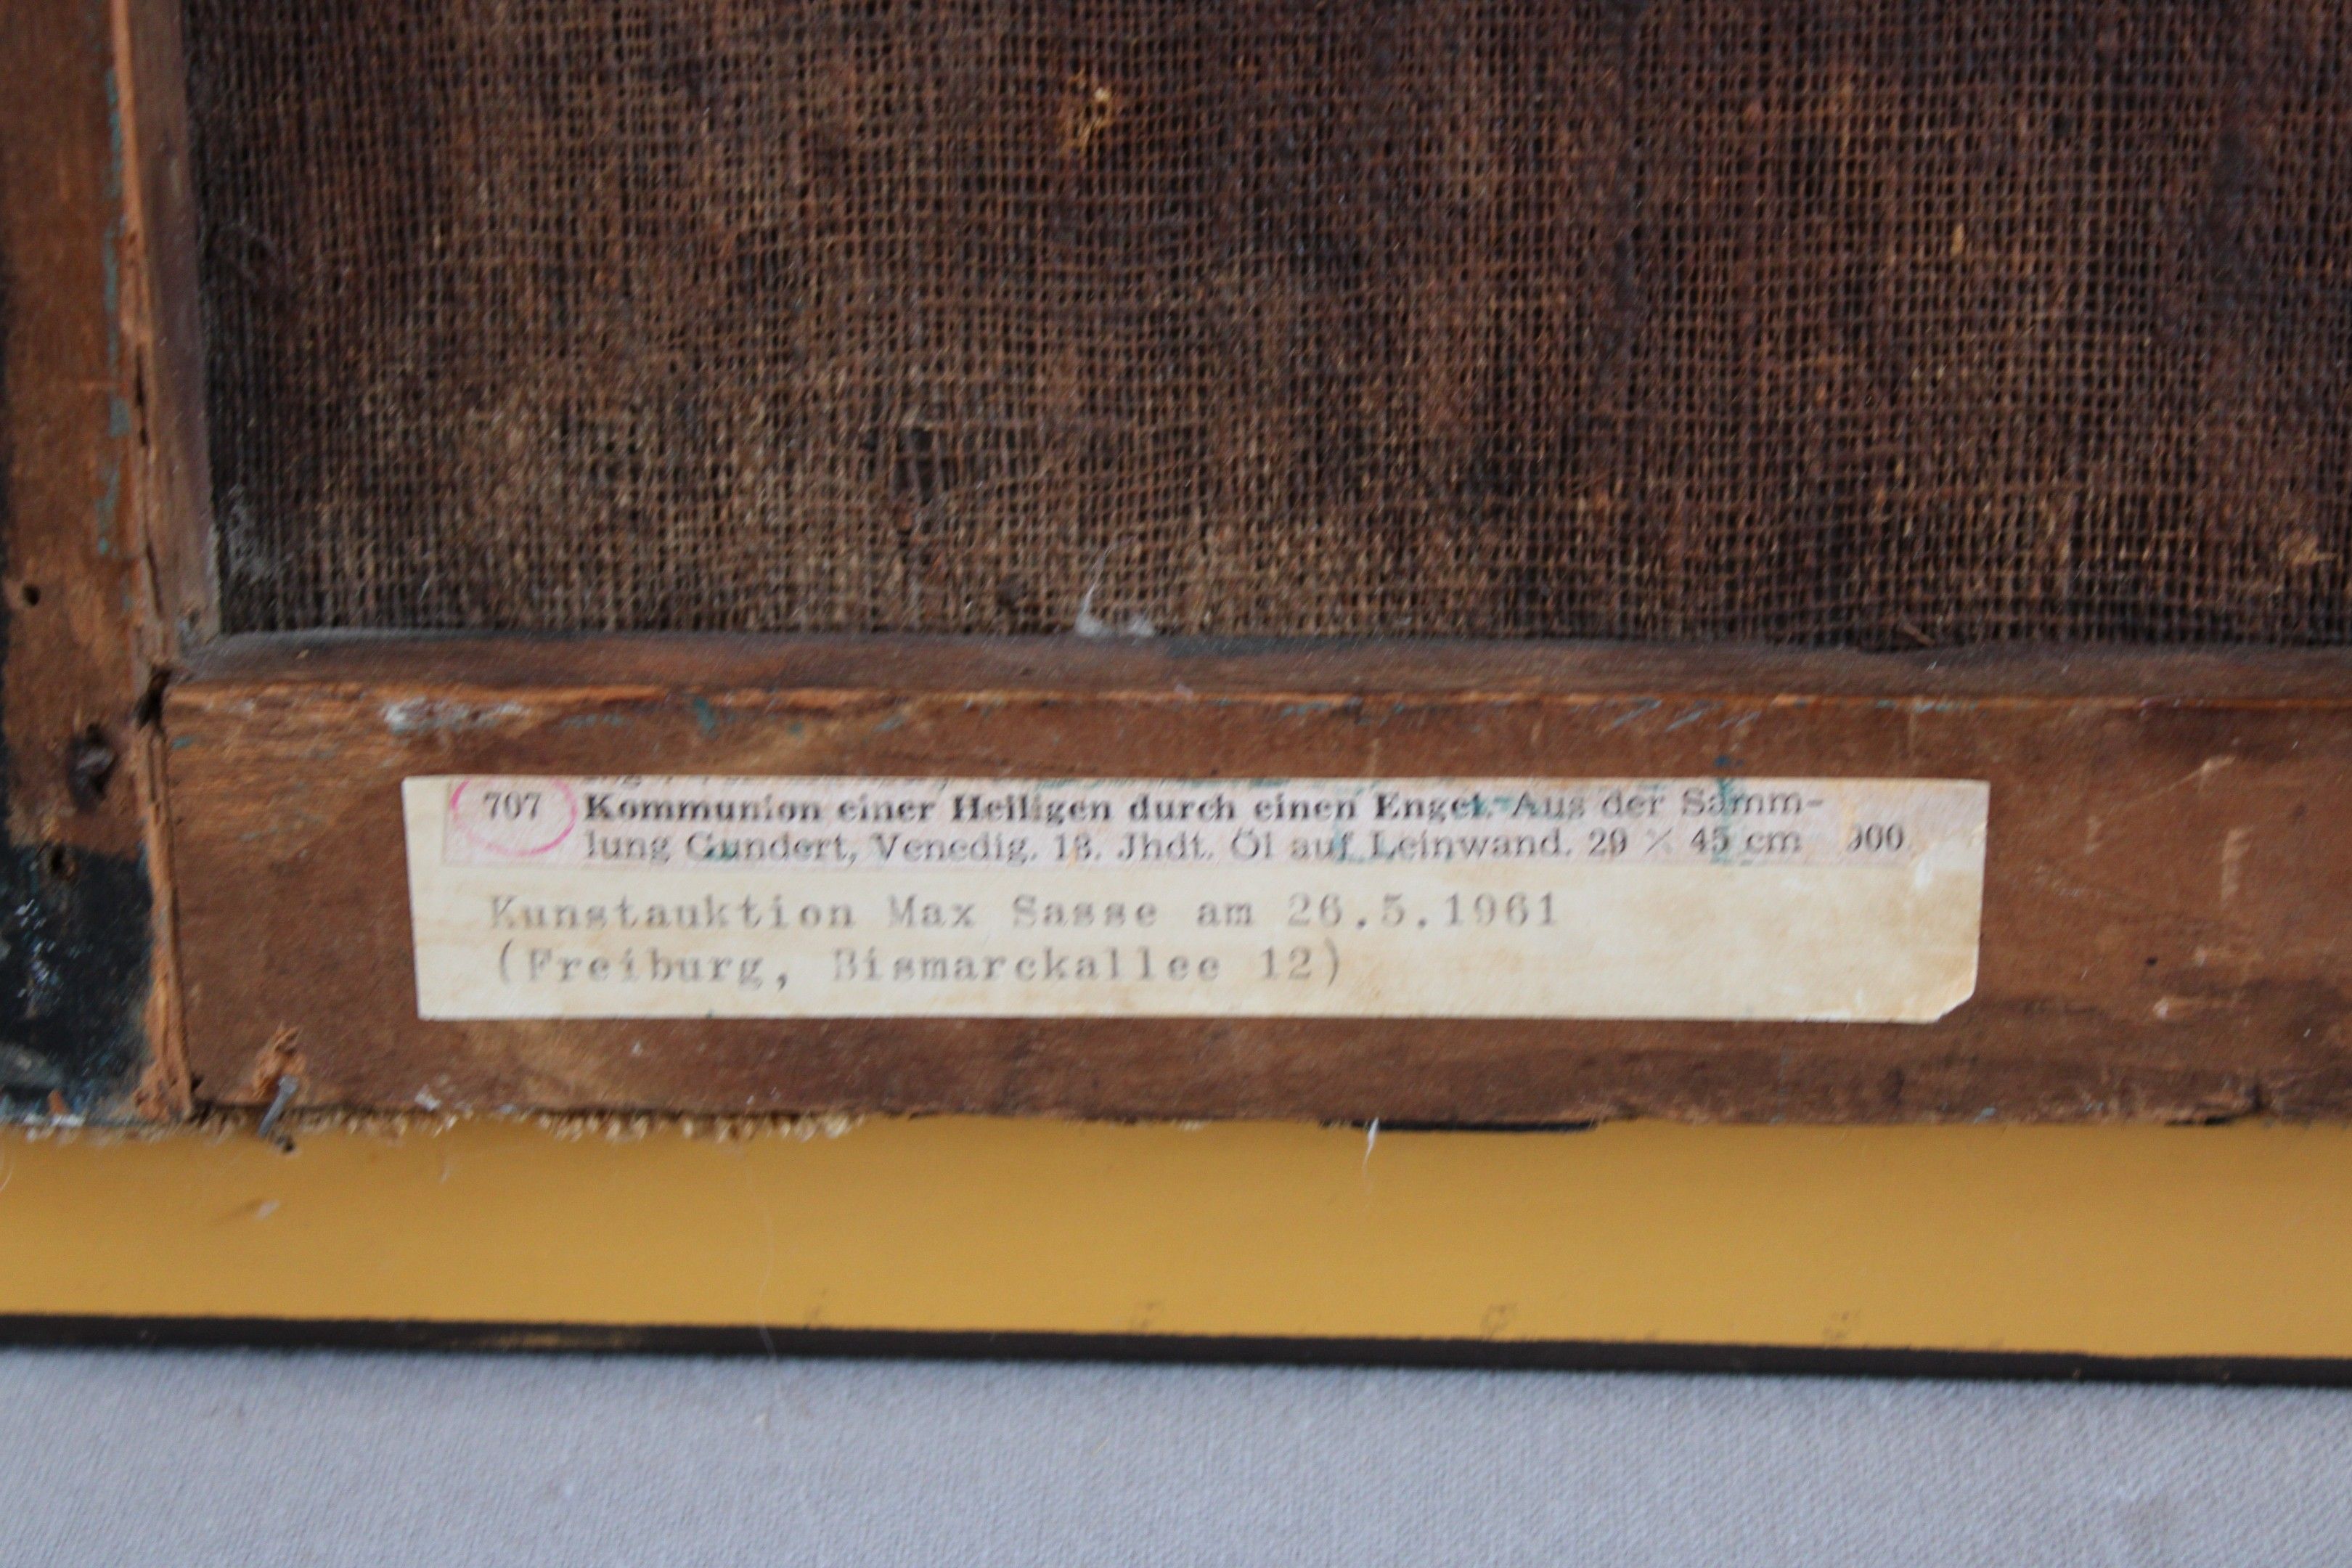 707 Kommunion einer Heiligen durch einen Engel. Aus der Samm-
lung Gundert, Venedig. 18. Jhdt. Öl auf Leinwand. 29 × 45 cm 900
Kunstauktion Max Sasse am 26.5.1961
(Freiburg, Bismarckallee 12)